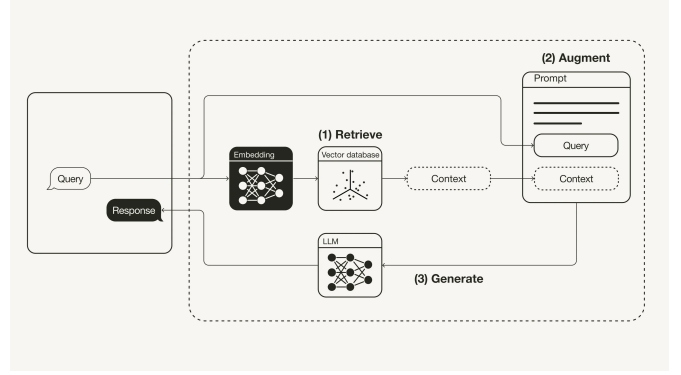 (2) Augment
Prompt
(1) Retrieve
Embedding
Vector database
Query
Query
Context
Context
Response
LLM
(3) Generate